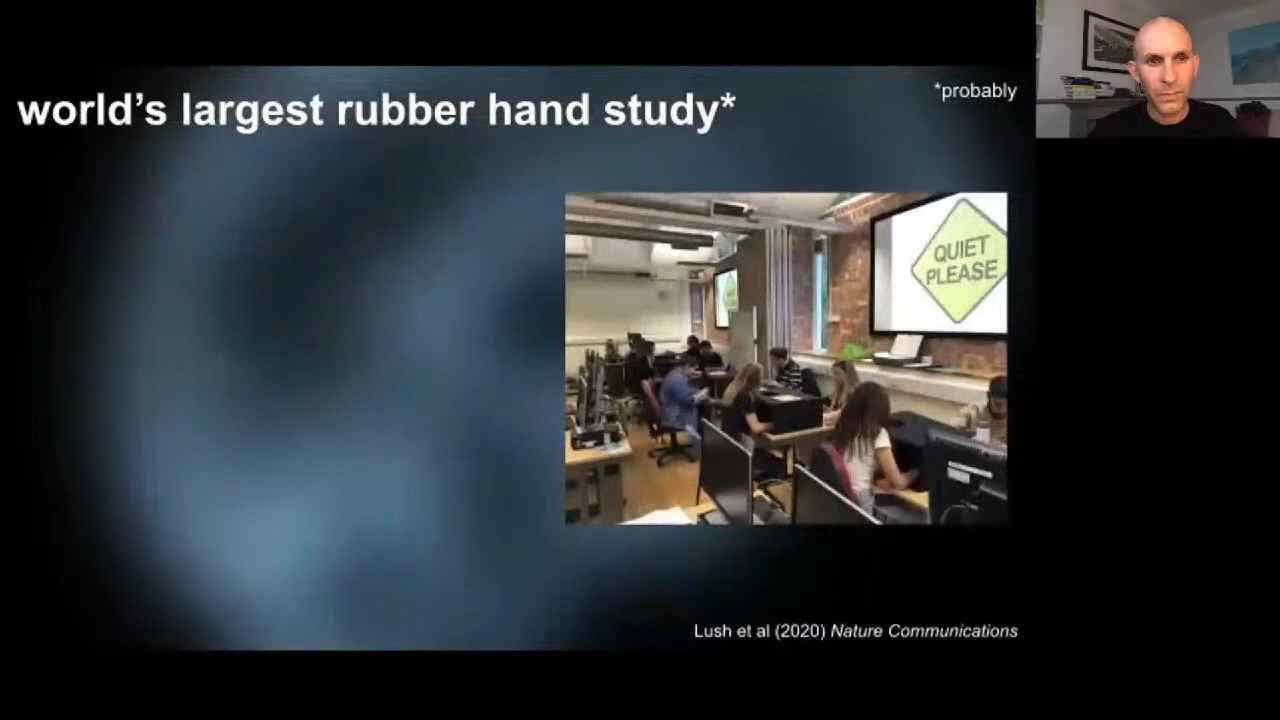 *probably
world's largest rubber hand study*
QUIET
PLEASE
Lush et al (2020) Nature Communications